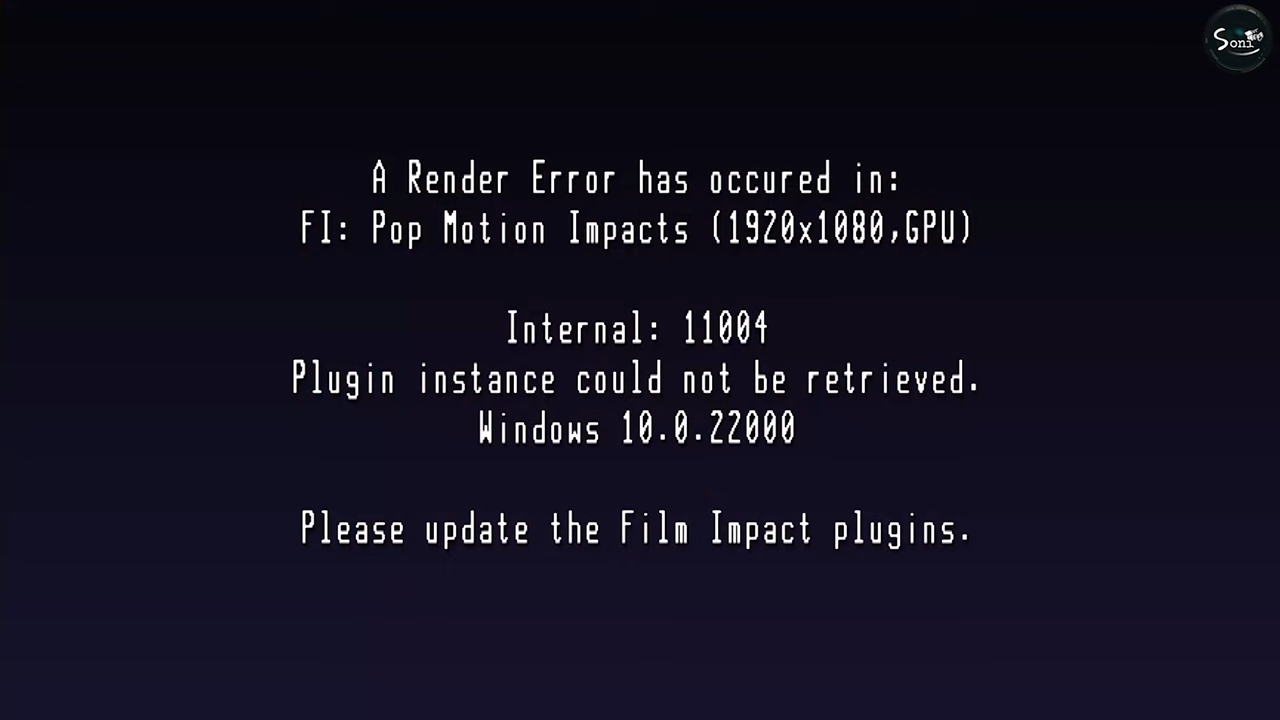 Soni
A Render Error has occured in:
FI: Pop Motion Impacts (1920x1080,GPU)
Internal: 11004
Plugin instance could not be retrieved.
Windows 10.0.22000
Please update the Film Impact plugins.